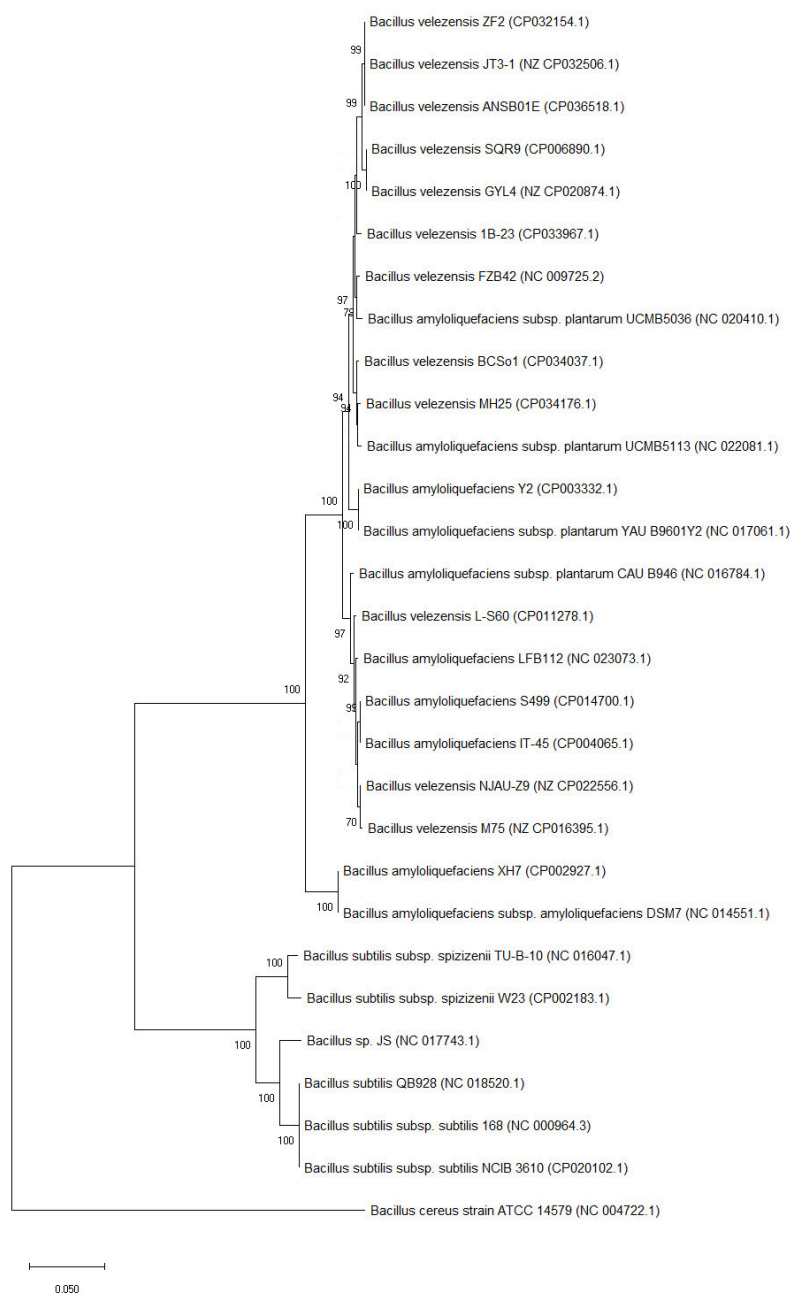 Bacillus velezensis ZF2 (CP032154.1)
99
Bacillus velezensis JT3-1 (NZ CP032506.1)
99
Bacillus velezensis ANSB01E (CP036518.1)
Bacillus velezensis SQR9 (CP006890.1)
100
Bacillus velezensis GYL4 (NZ CP020874.1)
Bacillus velezensis 1B-23 (CP033967.1)
Bacillus velezensis FZB42 (NC 009725.2)
97
79
Bacillus amyloliquefaciens subsp. plantarum UCMB5036 (NC 020410.1)
Bacillus velezensis BCSo1 (CP034037.1)
94
Bacillus velezensis MH25 (CP034176.1)
94
Bacillus amyloliquefaciens subsp. plantarum UCMB5113 (NC 022081.1)
Bacillus amyloliquefaciens Y2 (CP003332.1)
100
100
Bacillus amyloliquefaciens subsp. plantarum YAU B9601Y2 (NC 017061.1)
Bacillus amyloliquefaciens subsp. plantarum CAU B946 (NC 016784.1)
Bacillus velezensis L-S60 (CP011278.1)
97
Bacillus amyloliquefaciens LFB112 (NC 023073.1)
92
100
Bacillus amyloliquefaciens S499 (CP014700.1)
99
Bacillus amyloliquefaciens IT-45 (CP004065.1)
Bacillus velezensis NJAU-Z9 (NZ CP022556.1)
70
Bacillus velezensis M75 (NZ CP016395.1)
Bacillus amyloliquefaciens XH7 (CP002927.1)
100
Bacillus amyloliquefaciens subsp. amyloliquefaciens DSM7 (NC 014551.1)
Bacillus subtilis subsp. spizizenii TU-B-10 (NC 016047.1)
100
Bacillus subtilis subsp. spizizenii W23 (CP002183.1)
Bacillus sp. JS (NC 017743.1)
100
Bacillus subtilis QB928 (NC 018520.1)
100
Bacillus subtilis subsp. subtilis 168 (NC 000964.3)
100
Bacillus subtilis subsp. subtilis NCIB 3610 (CP020102.1)
Bacillus cereus strain ATCC 14579 (NC 004722.1)
0.050